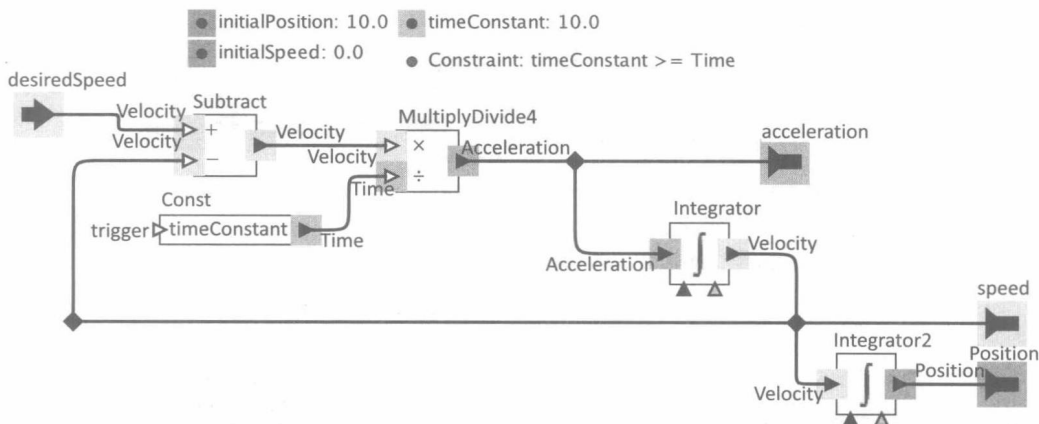 initialPosition: 10.0
timeConstant: 10.0
initialSpeed: 0.0
Constraint: timeConstant >= Time
desiredSpeed
Subtract
Velocity
+
Velocity
−
Velocity
MultiplyDivide4
Velocity
×
÷
Time
Acceleration
acceleration
Const
trigger
timeConstant
Time
Integrator
Acceleration
∫
Velocity
speed
Integrator2
Velocity
∫
Position
Position